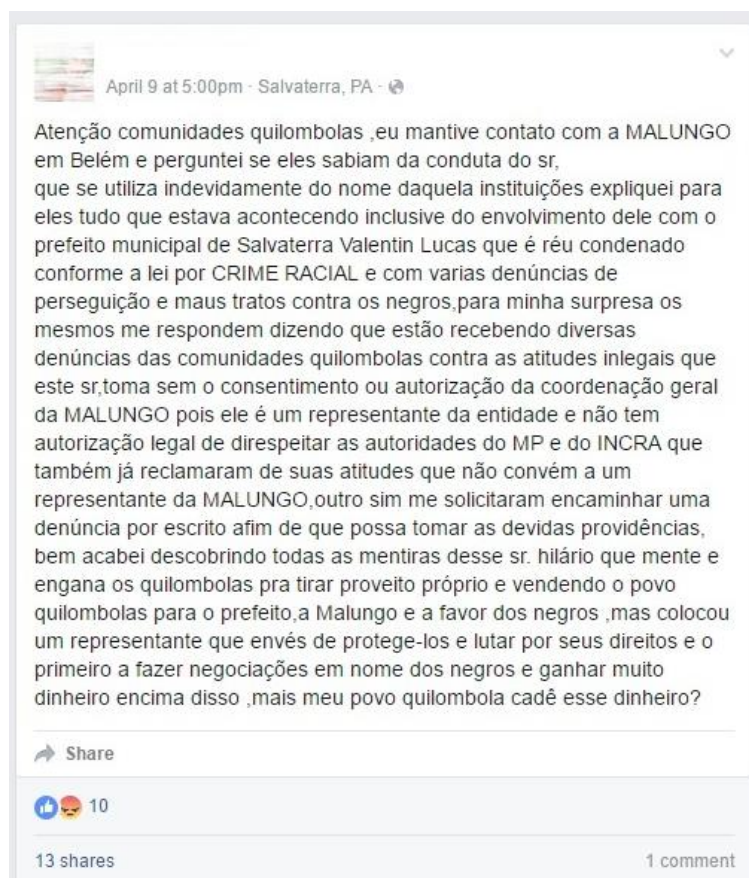 April 9 at 5:00pm · Salvaterra, PA ·
Atenção comunidades quilombolas ,eu mantive contato com a MALUNGO
em Belém e perguntei se eles sabiam da conduta do sr,
que se utiliza indevidamente do nome daquela instituições expliquei para
eles tudo que estava acontecendo inclusive do envolvimento dele com o
prefeito municipal de Salvaterra Valentin Lucas que é réu condenado
conforme a lei por CRIME RACIAL e com varias denúncias de
perseguição e maus tratos contra os negros,para minha surpresa os
mesmos me respondem dizendo que estão recebendo diversas
denúncias das comunidades quilombolas contra as atitudes inlegais que
este sr,toma sem o consentimento ou autorização da coordenação geral
da MALUNGO pois ele é um representante da entidade e não tem
autorização legal de direspeitar as autoridades do MP e do INCRA que
também já reclamaram de suas atitudes que não convém a um
representante da MALUNGO,outro sim me solicitaram encaminhar uma
denúncia por escrito afim de que possa tomar as devidas providências,
bem acabei descobrindo todas as mentiras desse sr. hilário que mente e
engana os quilombolas pra tirar proveito próprio e vendendo o povo
quilombolas para o prefeito,a Malungo e a favor dos negros ,mas colocou
um representante que envés de protege-los e lutar por seus direitos e o
primeiro a fazer negociações em nome dos negros e ganhar muito
dinheiro encima disso ,mais meu povo quilombola cadê esse dinheiro?
Share
10
13 shares 1 comment